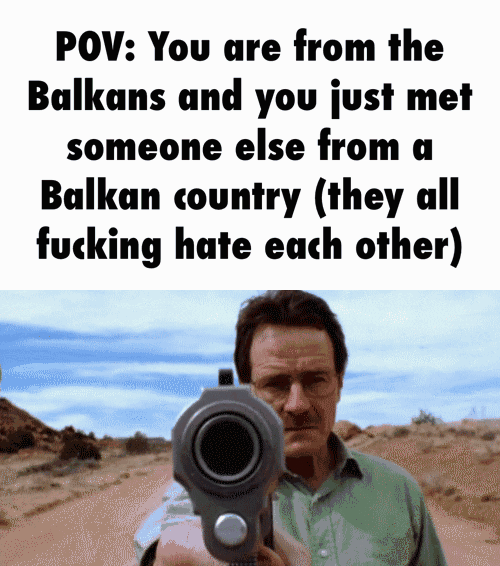 POV: You are from the
Balkans and you just met
someone else from a
Balkan country (they all
fucking hate each other)